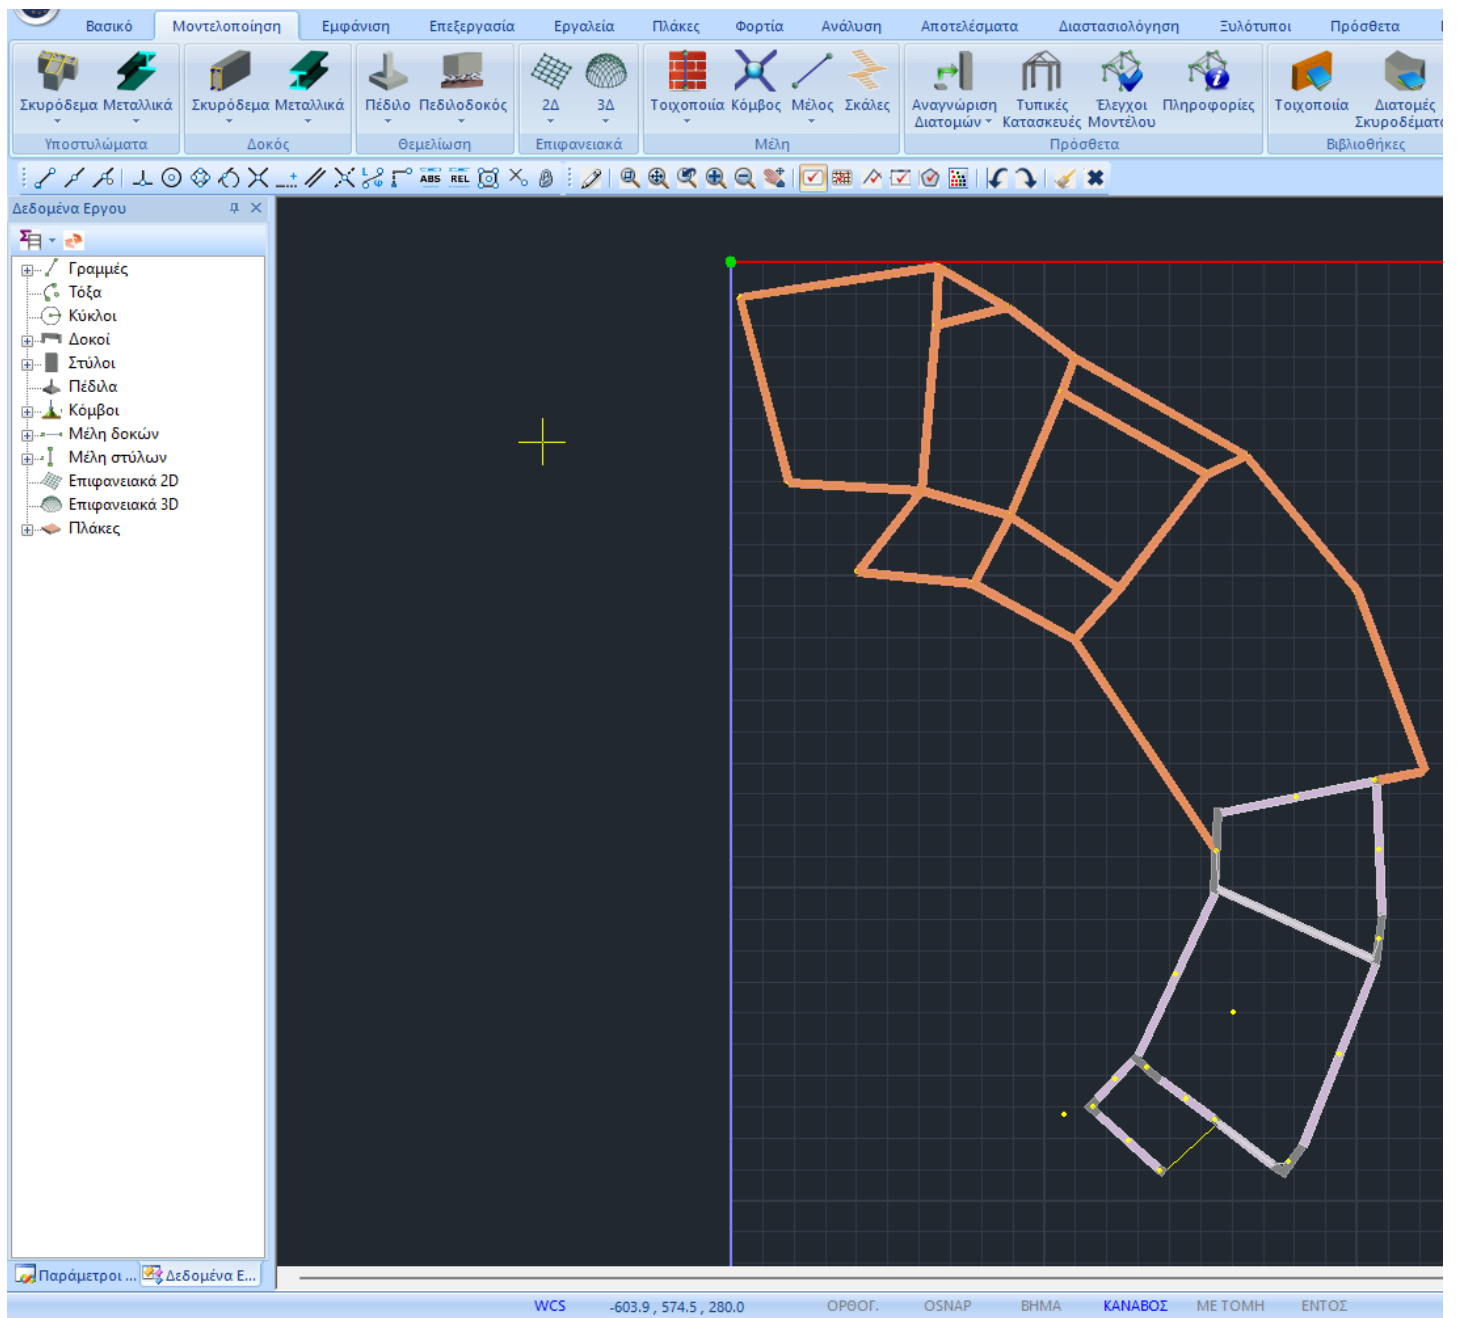 Βασικό Μοντελοποίηση Εμφάνιση Επεξεργασία Εργαλεία Πλάκες Φορτία Ανάλυση Αποτελέσματα Διαστασιολόγηση Ξυλότυποι Πρόσθετα
Σκυρόδεμα Μεταλλικά Σκυρόδεμα Μεταλλικά Πέδιλο Πεδιλοδοκός 2Δ 3Δ Τοιχοποιία Κόμβος Μέλος Σκάλες Αναγνώριση Διατομών Τυπικές Κατασκευές Έλεγχοι Μοντέλου Πληροφορίες Τοιχοποιία Διατομές Σκυροδέματ
Υποστυλώματα Δοκός Θεμελίωση Επιφανειακά Μέλη Πρόσθετα Βιβλιοθήκες
ABS REL
Δεδομένα Εργου
Γραμμές
Τόξα
Κύκλοι
Δοκοί
Στύλοι
Πέδιλα
Κόμβοι
Μέλη δοκών
Μέλη στύλων
Επιφανειακά 2D
Επιφανειακά 3D
Πλάκες
Παράμετροι ... Δεδομένα Ε...
WCS -603.9 , 574.5 , 280.0 ΟΡΘΟΓ. OSNAP ΒΗΜΑ ΚΑΝΑΒΟΣ ΜΕ ΤΟΜΗ ΕΝΤΟΣ